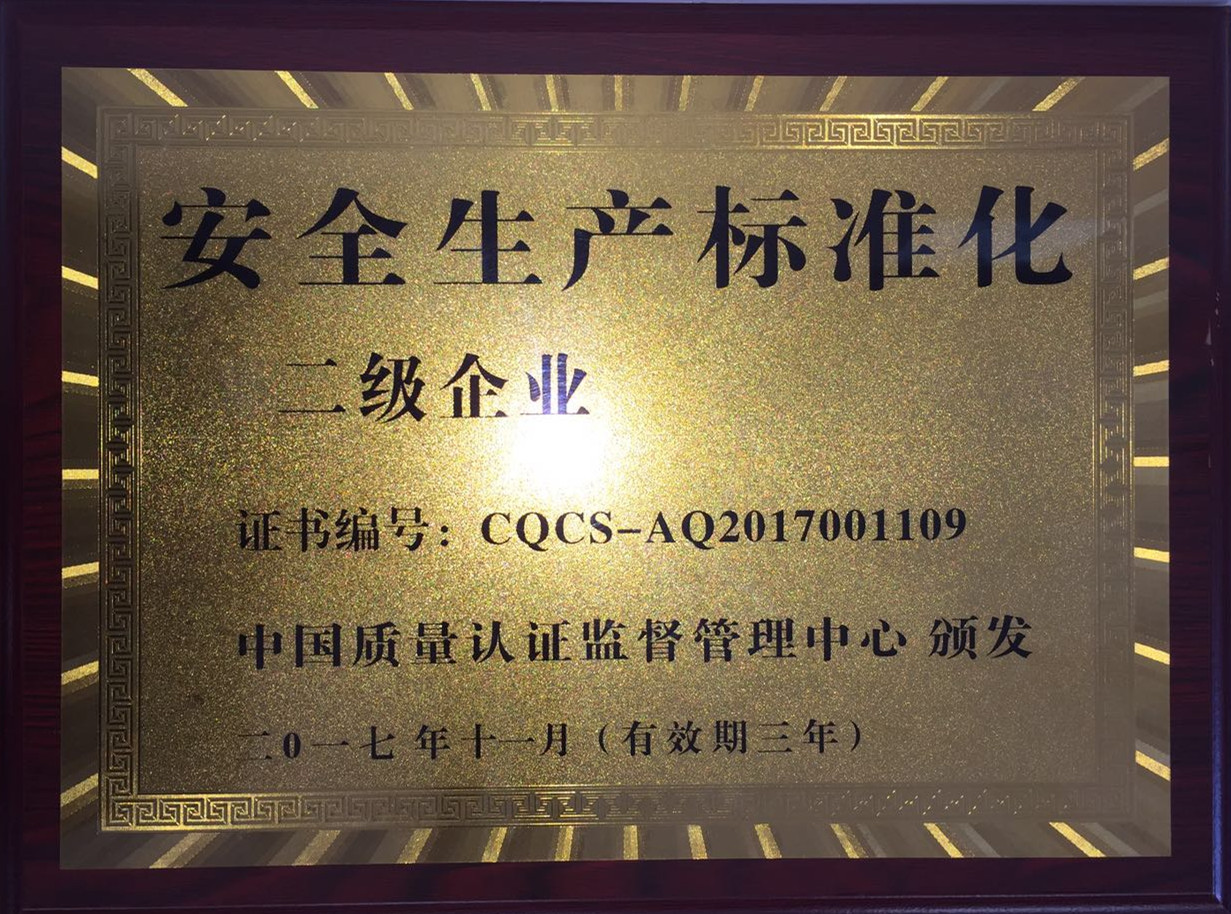 安全生产标准化
二级企业
证书编号：CQCS-AQ2017001109
中国质量认证监督管理中心 颁发
二0一七年十一月（有效期三年）